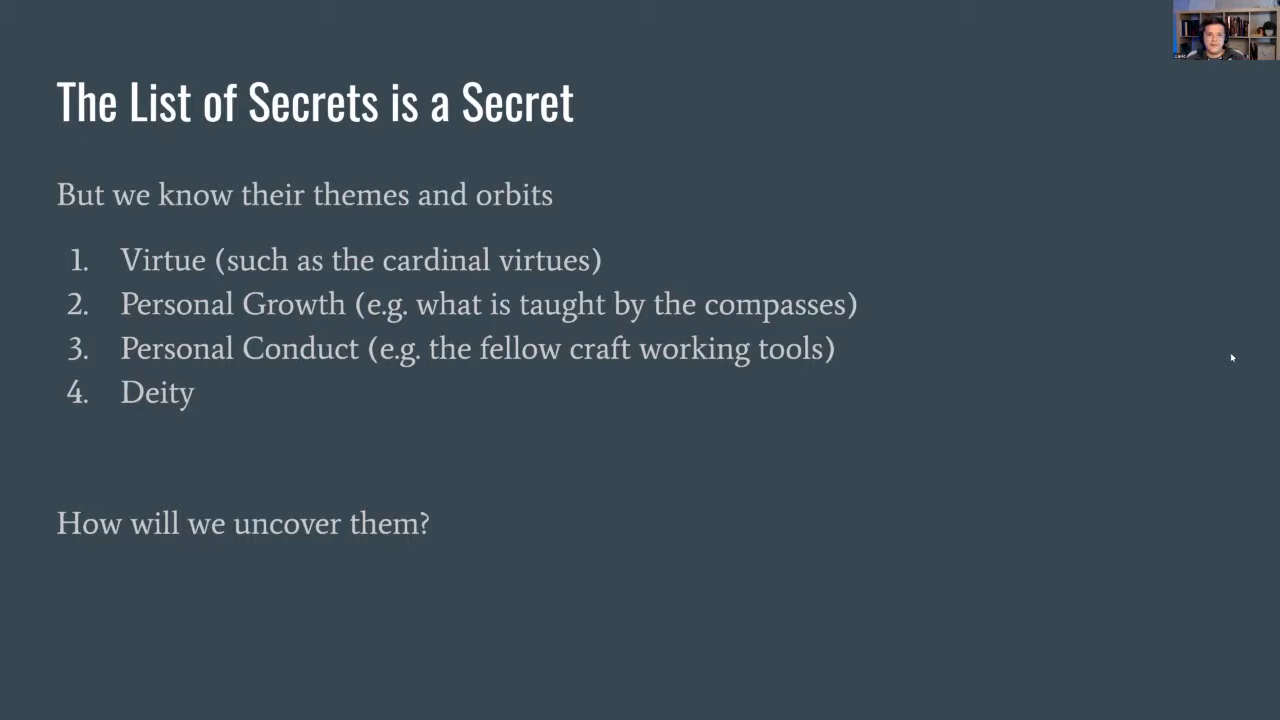 The List of Secrets is a Secret
But we know their themes and orbits
1. Virtue (such as the cardinal virtues)
2. Personal Growth (e.g. what is taught by the compasses)
3. Personal Conduct (e.g. the fellow craft working tools)
4. Deity
How will we uncover them?